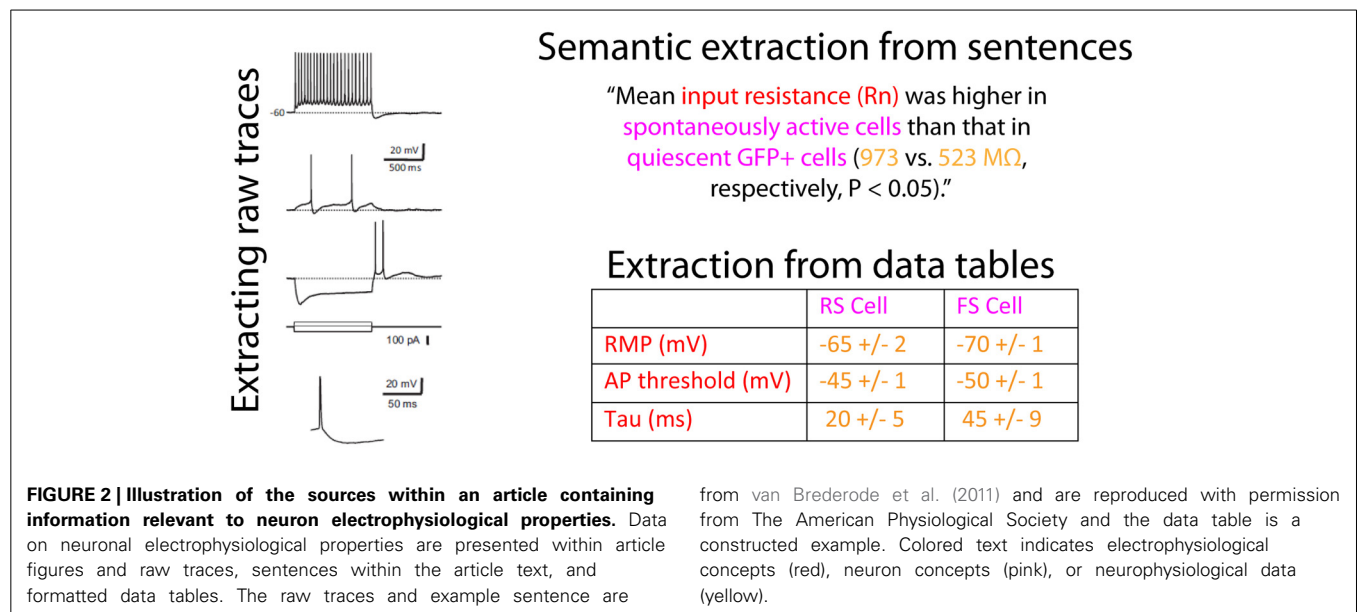 Extracting raw traces
-60
20 mV
500 ms
100 pA
20 mV
50 ms
Semantic extraction from sentences
“Mean input resistance (Rn) was higher in
spontaneously active cells than that in
quiescent GFP+ cells (973 vs. 523 MΩ,
respectively, P < 0.05).”
Extraction from data tables
RS Cell FS Cell
RMP (mV) -65 +/- 2 -70 +/- 1
AP threshold (mV) -45 +/- 1 -50 +/- 1
Tau (ms) 20 +/- 5 45 +/- 9
FIGURE 2 | Illustration of the sources within an article containing
information relevant to neuron electrophysiological properties. Data
on neuronal electrophysiological properties are presented within article
figures and raw traces, sentences within the article text, and
formatted data tables. The raw traces and example sentence are
from van Brederode et al. (2011) and are reproduced with permission
from The American Physiological Society and the data table is a
constructed example. Colored text indicates electrophysiological
concepts (red), neuron concepts (pink), or neurophysiological data
(yellow).